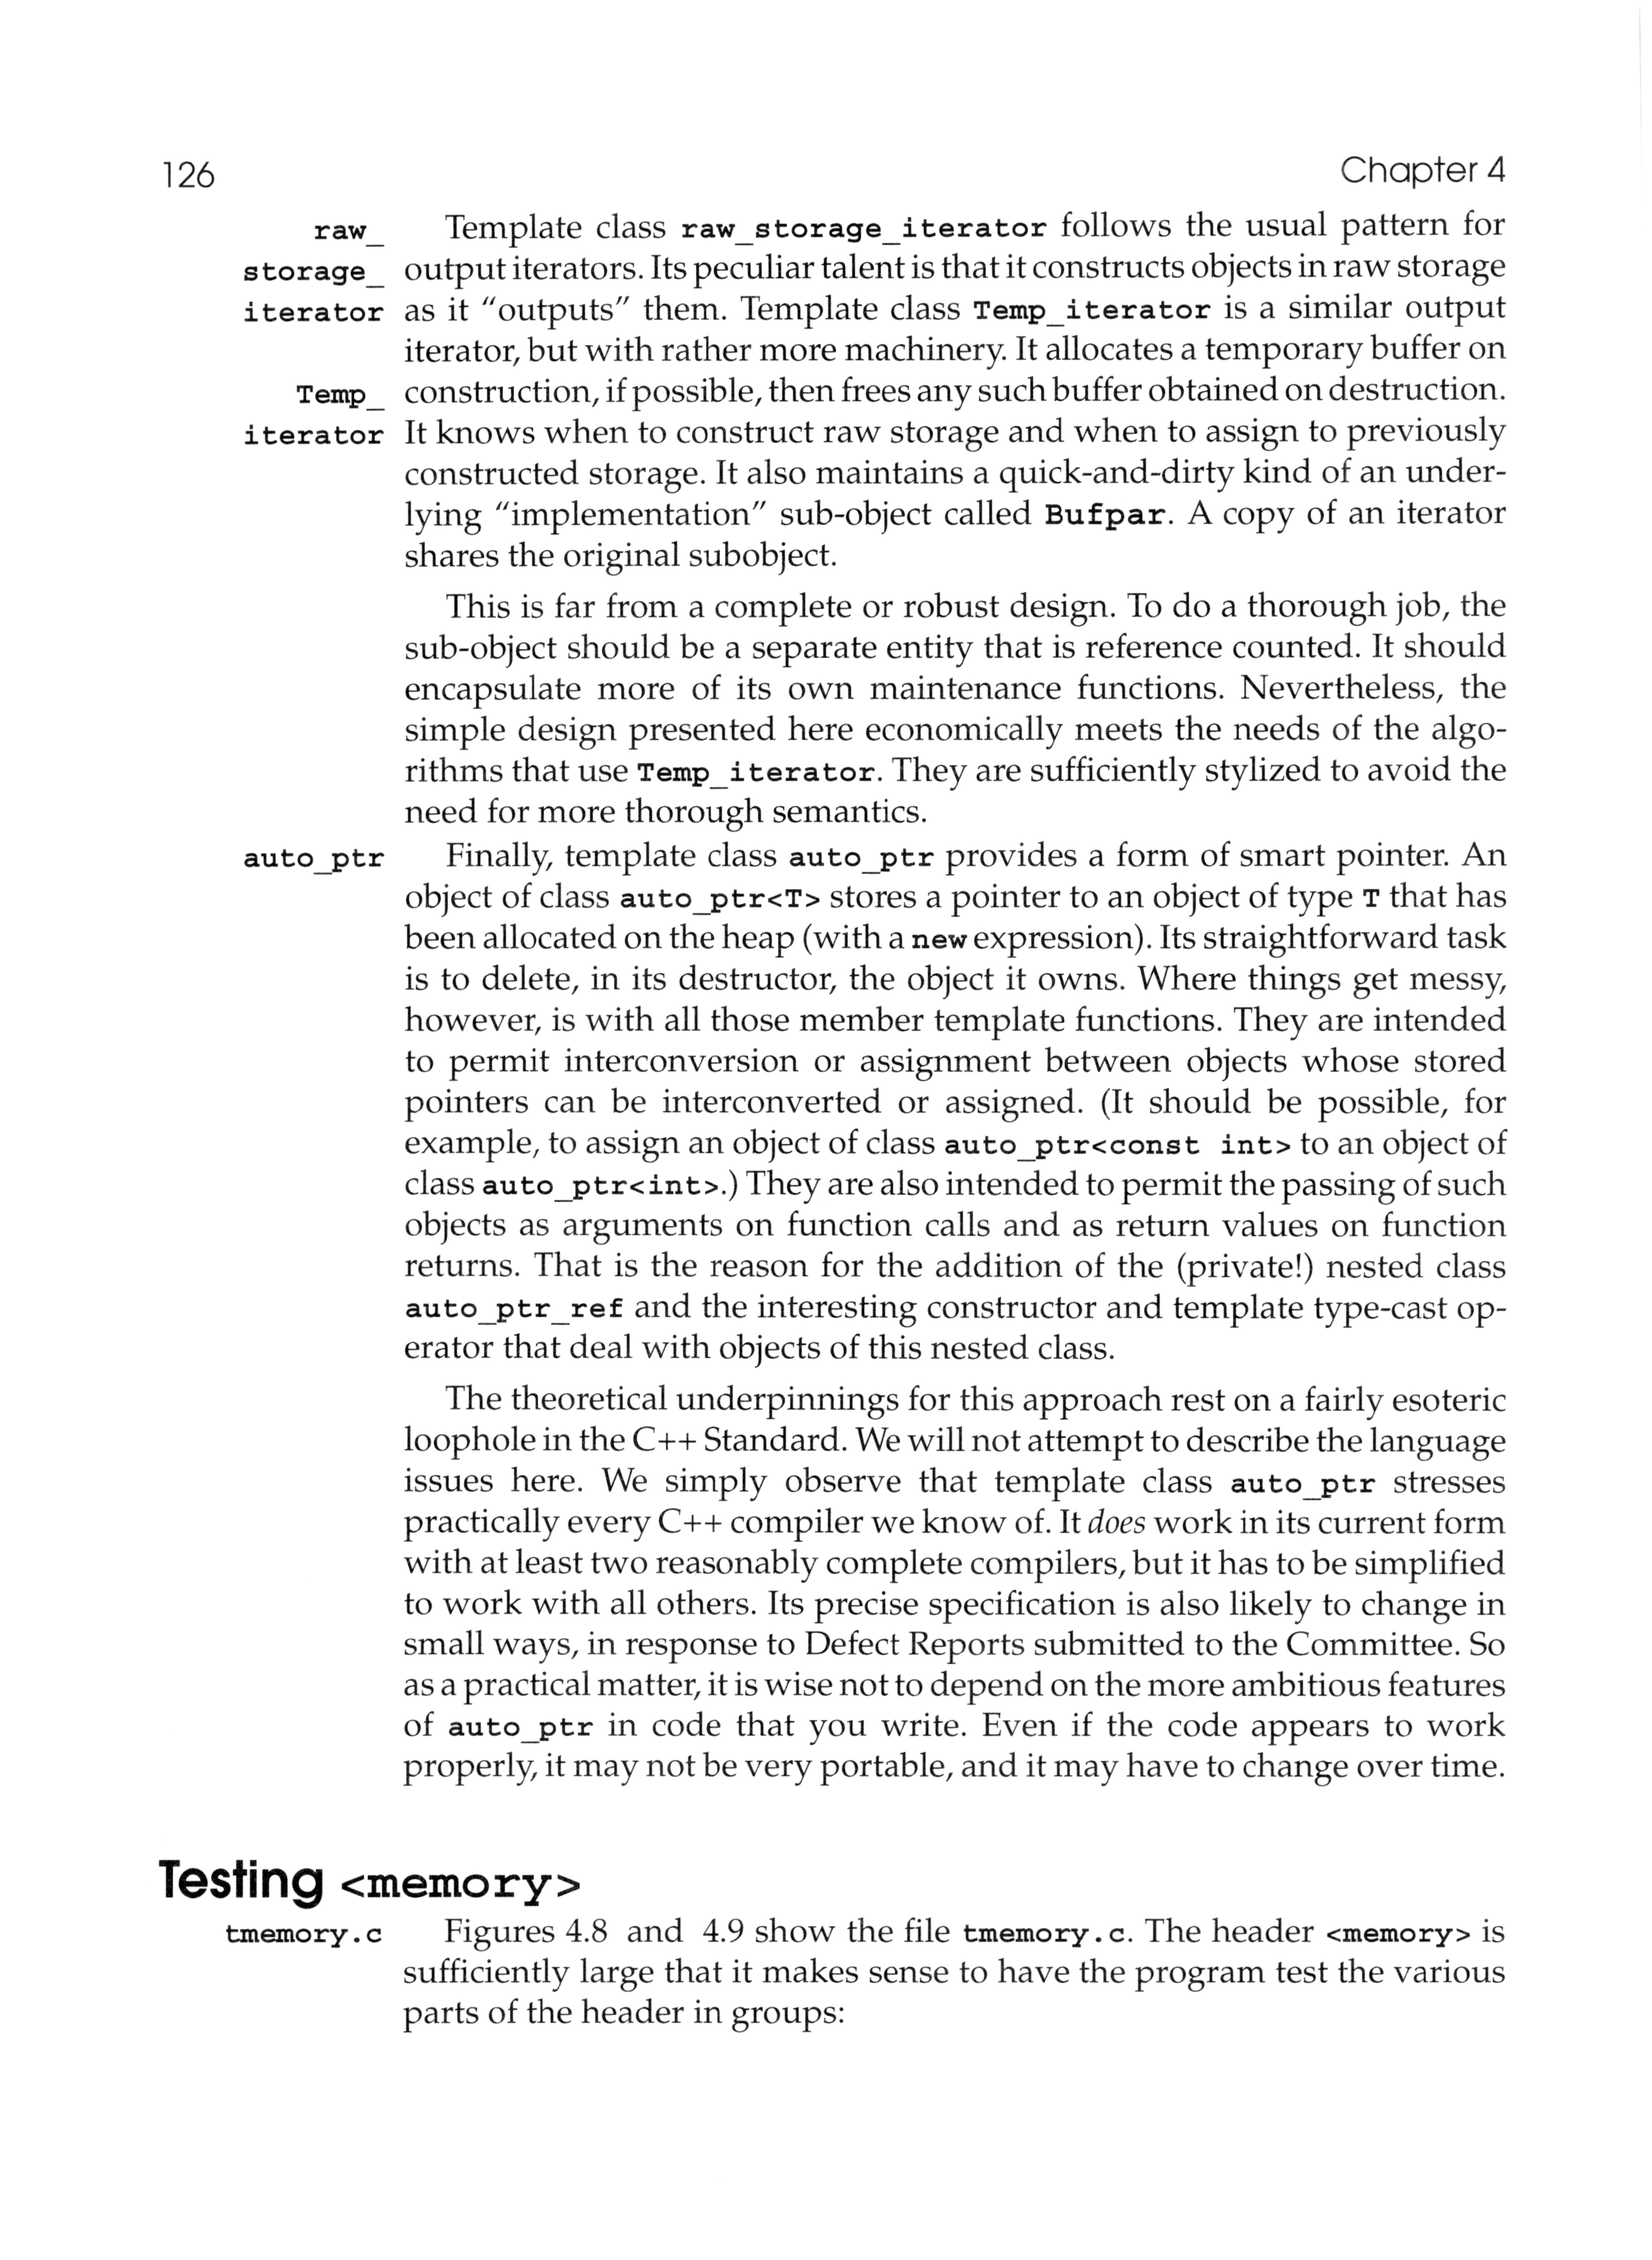 126
Chapter 4
raw_
storage_
iterator
Template class raw_storage_iterator follows the usual pattern for
output iterators. Its peculiar talent is that it constructs objects in raw storage
as it “outputs” them. Template class Temp_iterator is a similar output
iterator, but with rather more machinery. It allocates a temporary buffer on
Temp_
iterator
construction, if possible, then frees any such buffer obtained on destruction.
It knows when to construct raw storage and when to assign to previously
constructed storage. It also maintains a quick-and-dirty kind of an under-
lying “implementation” sub-object called Bufpar. A copy of an iterator
shares the original subobject.
This is far from a complete or robust design. To do a thorough job, the
sub-object should be a separate entity that is reference counted. It should
encapsulate more of its own maintenance functions. Nevertheless, the
simple design presented here economically meets the needs of the algo-
rithms that use Temp_iterator. They are sufficiently stylized to avoid the
need for more thorough semantics.
auto_ptr
Finally, template class auto_ptr provides a form of smart pointer. An
object of class auto_ptr<T> stores a pointer to an object of type T that has
been allocated on the heap (with a new expression). Its straightforward task
is to delete, in its destructor, the object it owns. Where things get messy,
however, is with all those member template functions. They are intended
to permit interconversion or assignment between objects whose stored
pointers can be interconverted or assigned. (It should be possible, for
example, to assign an object of class auto_ptr<const int> to an object of
class auto_ptr<int>.) They are also intended to permit the passing of such
objects as arguments on function calls and as return values on function
returns. That is the reason for the addition of the (private!) nested class
auto_ptr_ref and the interesting constructor and template type-cast op-
erator that deal with objects of this nested class.
The theoretical underpinnings for this approach rest on a fairly esoteric
loophole in the C++ Standard. We will not attempt to describe the language
issues here. We simply observe that template class auto_ptr stresses
practically every C++ compiler we know of. It does work in its current form
with at least two reasonably complete compilers, but it has to be simplified
to work with all others. Its precise specification is also likely to change in
small ways, in response to Defect Reports submitted to the Committee. So
as a practical matter, it is wise not to depend on the more ambitious features
of auto_ptr in code that you write. Even if the code appears to work
properly, it may not be very portable, and it may have to change over time.
Testing <memory>
tmemory.c
Figures 4.8 and 4.9 show the file tmemory.c. The header <memory> is
sufficiently large that it makes sense to have the program test the various
parts of the header in groups: